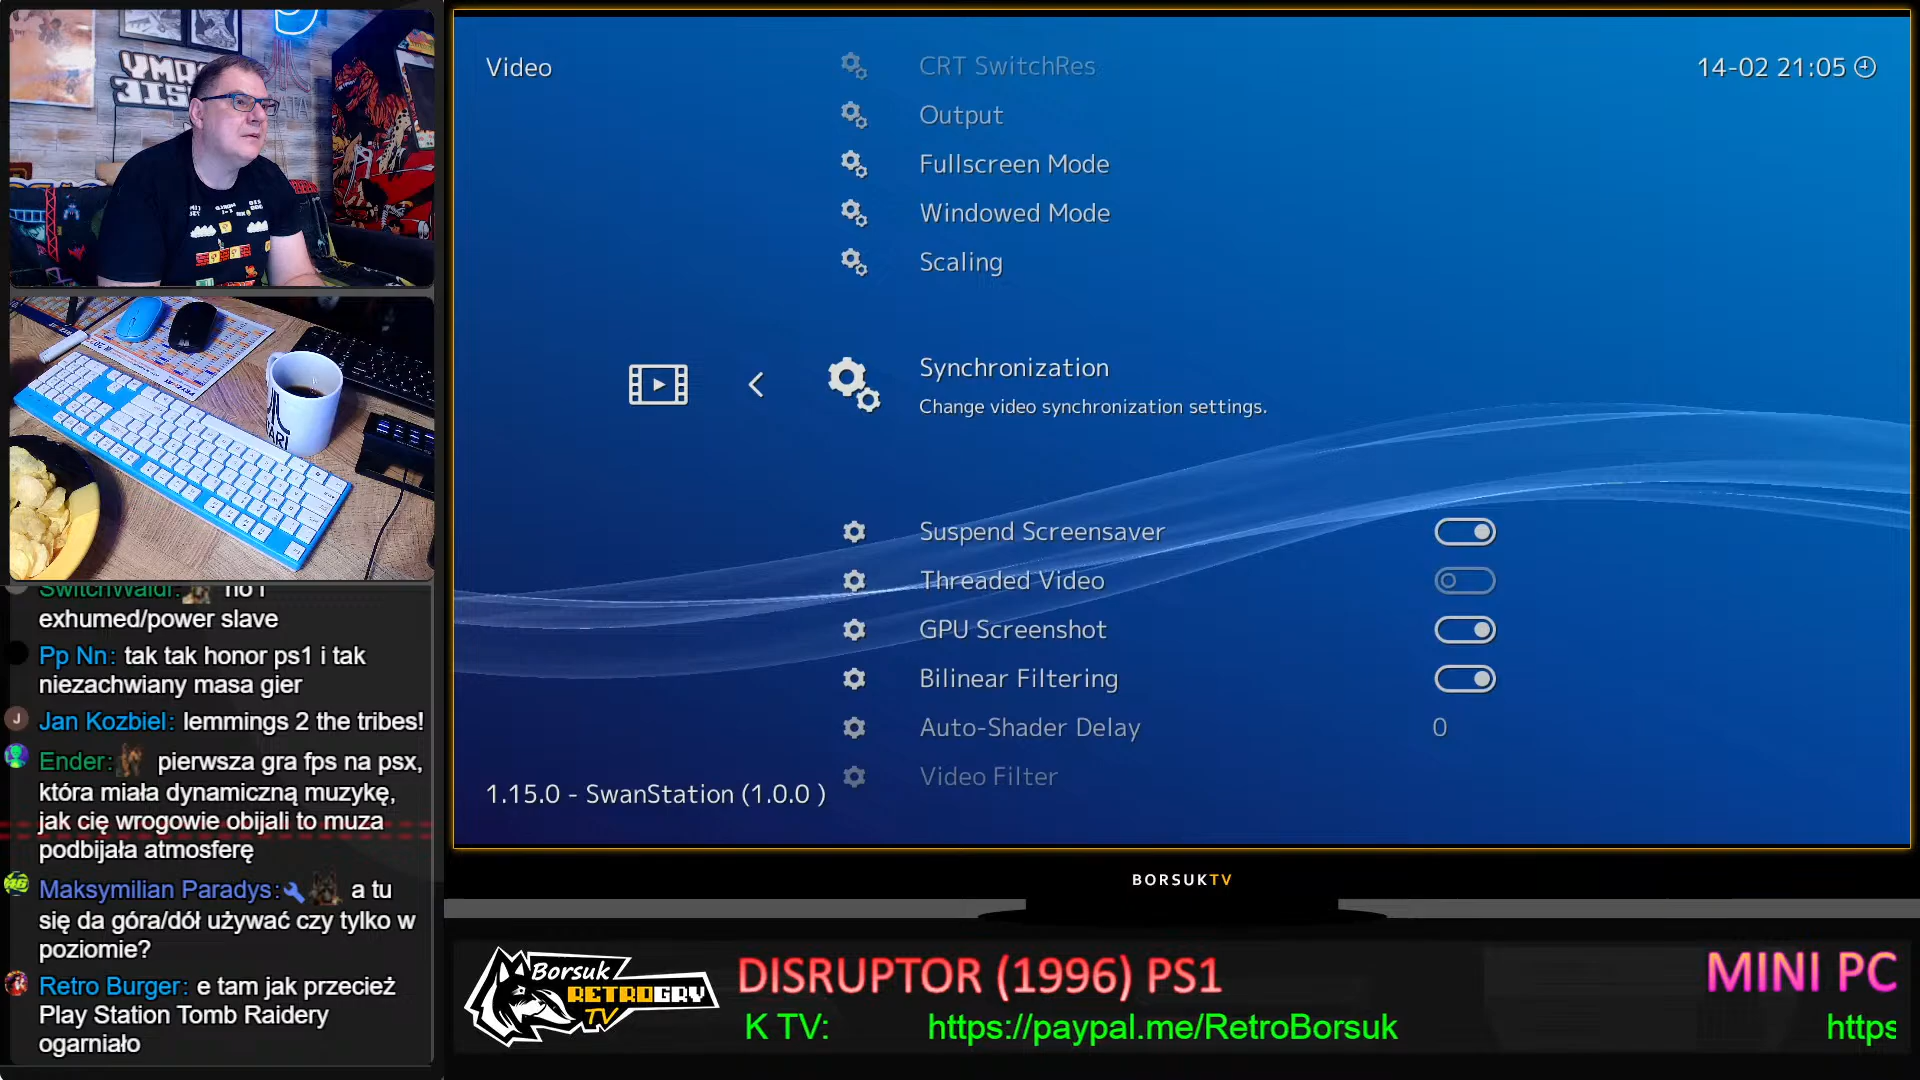 Video
14-02 21:05
CRT SwitchRes
Output
Fullscreen Mode
Windowed Mode
Scaling
Synchronization
Change video synchronization settings.
Suspend Screensaver
Threaded Video
GPU Screenshot
Bilinear Filtering
Auto-Shader Delay 0
Video Filter
1.15.0 - SwanStation (1.0.0 )
SwitchWaldi: no i
exhumed/power slave
Pp Nn: tak tak honor ps1 i tak
niezachwiany masa gier
J Jan Kozbiel: lemmings 2 the tribes!
Ender: pierwsza gra fps na psx,
która miała dynamiczną muzykę,
jak cię wrogowie obijali to muza
podbijała atmosferę
Maksymilian Paradys: a tu
się da góra/dół używać czy tylko w
poziomie?
Retro Burger: e tam jak przecież
Play Station Tomb Raidery
ogarniało
BORSUKTV
Borsuk
RETROGRY
TV
DISRUPTOR (1996) PS1
MINI PC
K TV: https://paypal.me/RetroBorsuk
https